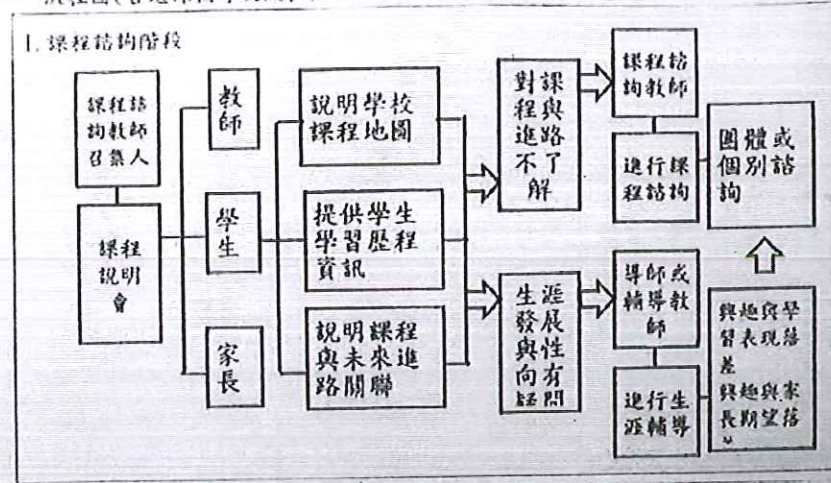 1. 課程諮詢階段
課程諮
詢教師
召集人
課程
說明
會
教師
學生
家長
說明學校
課程地圖
提供學生
學習歷程
資訊
說明課程
與未來進
路關聯
對課
程與
進路
不了
解
生涯
發展
與性
向有
疑問
課程諮
詢教師
進行課
程諮詢
團體或
個別諮
詢
導師或
輔導教
師
進行生
涯輔導
興趣與學
習表現落
差
興趣與家
長期望落